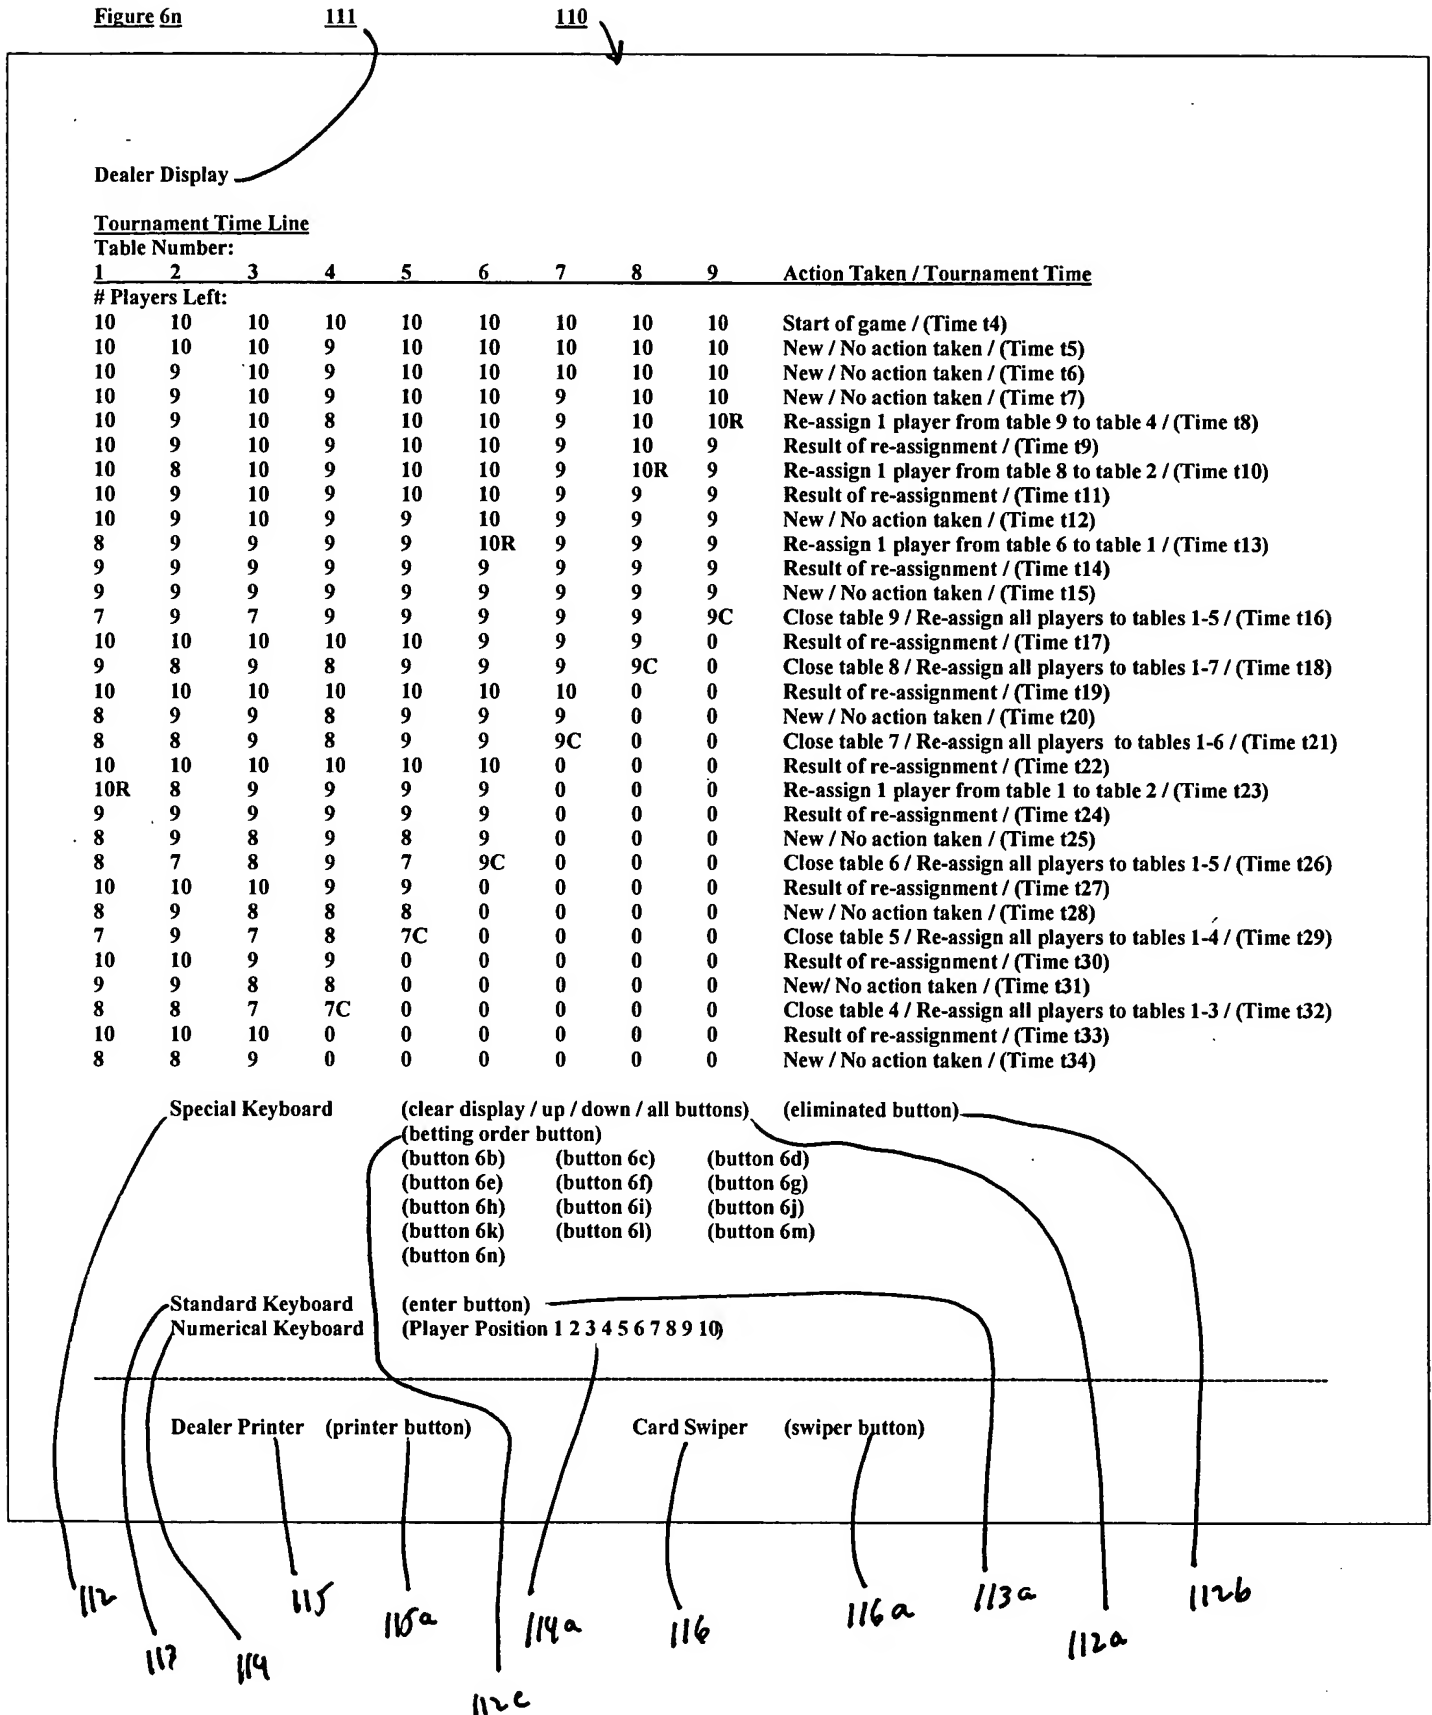 Figure 6n 111 110
Dealer Display
Tournament Time Line
Table Number:
1 2 3 4 5 6 7 8 9 Action Taken / Tournament Time
# Players Left:
10 10 10 10 10 10 10 10 10 Start of game / (Time t4)
10 10 10 9 10 10 10 10 10 New / No action taken / (Time t5)
10 9 10 9 10 10 10 10 10 New / No action taken / (Time t6)
10 9 10 9 10 10 9 10 10 New / No action taken / (Time t7)
10 9 10 8 10 10 9 10 10R Re-assign 1 player from table 9 to table 4 / (Time t8)
10 9 10 9 10 10 9 10 9 Result of re-assignment / (Time t9)
10 8 10 9 10 10 9 10R 9 Re-assign 1 player from table 8 to table 2 / (Time t10)
10 9 10 9 10 10 9 9 9 Result of re-assignment / (Time t11)
10 9 10 9 9 10 9 9 9 New / No action taken / (Time t12)
8 9 9 9 9 10R 9 9 9 Re-assign 1 player from table 6 to table 1 / (Time t13)
9 9 9 9 9 9 9 9 9 Result of re-assignment / (Time t14)
9 9 9 9 9 9 9 9 9 New / No action taken / (Time t15)
7 9 7 9 9 9 9 9 9C Close table 9 / Re-assign all players to tables 1-5 / (Time t16)
10 10 10 10 10 9 9 9 0 Result of re-assignment / (Time t17)
9 8 9 8 9 9 9 9C 0 Close table 8 / Re-assign all players to tables 1-7 / (Time t18)
10 10 10 10 10 10 10 0 0 Result of re-assignment / (Time t19)
8 9 9 8 9 9 9 0 0 New / No action taken / (Time t20)
8 8 9 8 9 9 9C 0 0 Close table 7 / Re-assign all players to tables 1-6 / (Time t21)
10 10 10 10 10 10 0 0 0 Result of re-assignment / (Time t22)
10R 8 9 9 9 9 0 0 0 Re-assign 1 player from table 1 to table 2 / (Time t23)
9 9 9 9 9 9 0 0 0 Result of re-assignment / (Time t24)
8 9 8 9 8 9 0 0 0 New / No action taken / (Time t25)
8 7 8 9 7 9C 0 0 0 Close table 6 / Re-assign all players to tables 1-5 / (Time t26)
10 10 10 9 9 0 0 0 0 Result of re-assignment / (Time t27)
8 9 8 8 8 0 0 0 0 New / No action taken / (Time t28)
7 9 7 8 7C 0 0 0 0 Close table 5 / Re-assign all players to tables 1-4 / (Time t29)
10 10 9 9 0 0 0 0 0 Result of re-assignment / (Time t30)
9 9 8 8 0 0 0 0 0 New/ No action taken / (Time t31)
8 8 7 7C 0 0 0 0 0 Close table 4 / Re-assign all players to tables 1-3 / (Time t32)
10 10 10 0 0 0 0 0 0 Result of re-assignment / (Time t33)
8 8 9 0 0 0 0 0 0 New / No action taken / (Time t34)
Special Keyboard (clear display / up / down / all buttons) (eliminated button)
(betting order button)
(button 6b) (button 6c) (button 6d)
(button 6e) (button 6f) (button 6g)
(button 6h) (button 6i) (button 6j)
(button 6k) (button 6l) (button 6m)
(button 6n)
Standard Keyboard (enter button)
Numerical Keyboard (Player Position 1 2 3 4 5 6 7 8 9 10)
Dealer Printer (printer button) Card Swiper (swiper button)
112 115 115a 114a 116 116a 113a 112b
113 114 112a
112c